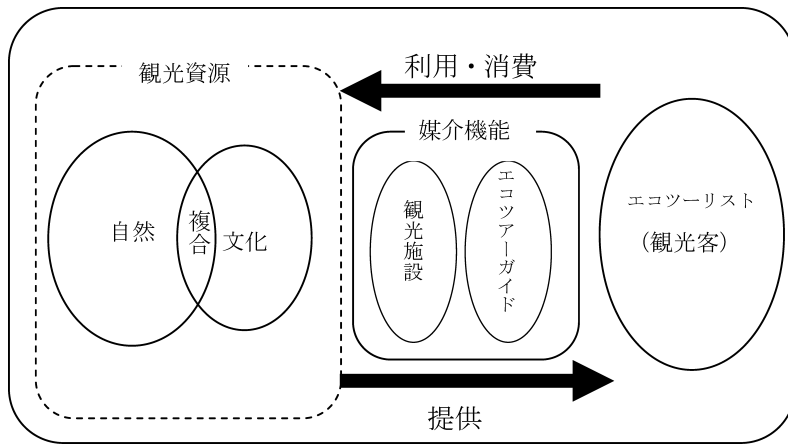 観光資源
利用・消費
媒介機能
自然
複合
文化
観光施設
エコツアーガイド
エコツーリスト
（観光客）
提供